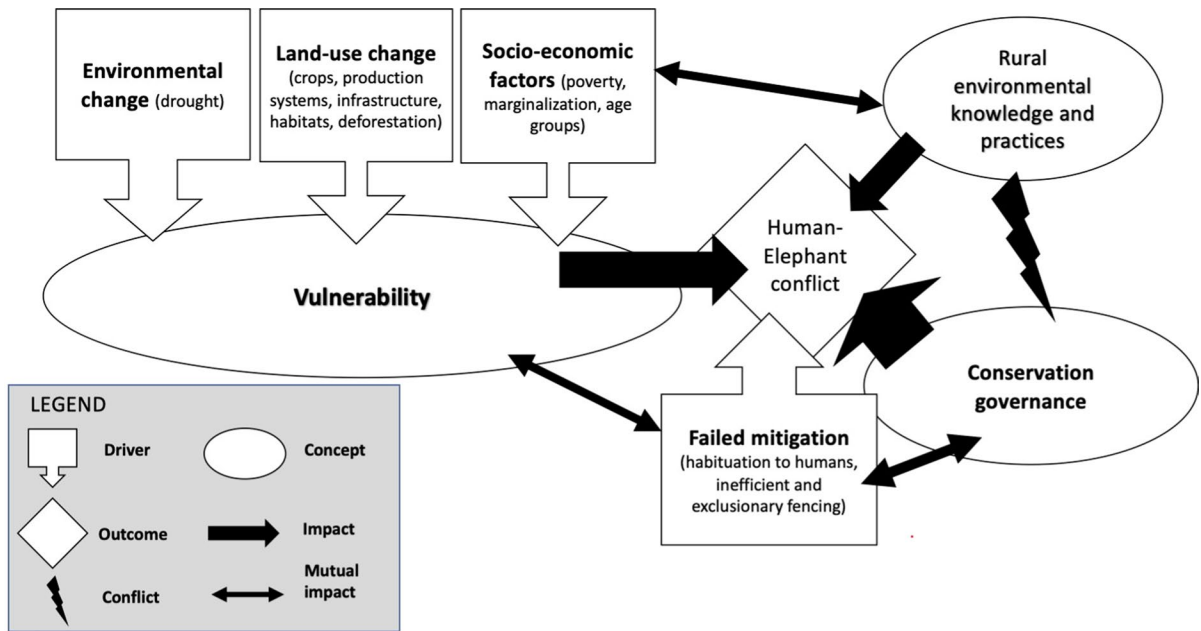 Environmental
change (drought)
Land-use change
(crops, production
systems, infrastructure,
habitats, deforestation)
Socio-economic
factors (poverty,
marginalization, age
groups)
Rural
environmental
knowledge and
practices
Human-
Elephant
conflict
Vulnerability
Conservation
governance
Failed mitigation
(habituation to humans,
inefficient and
exclusionary fencing)
LEGEND
Driver
Concept
Outcome
Impact
Conflict
Mutual
impact